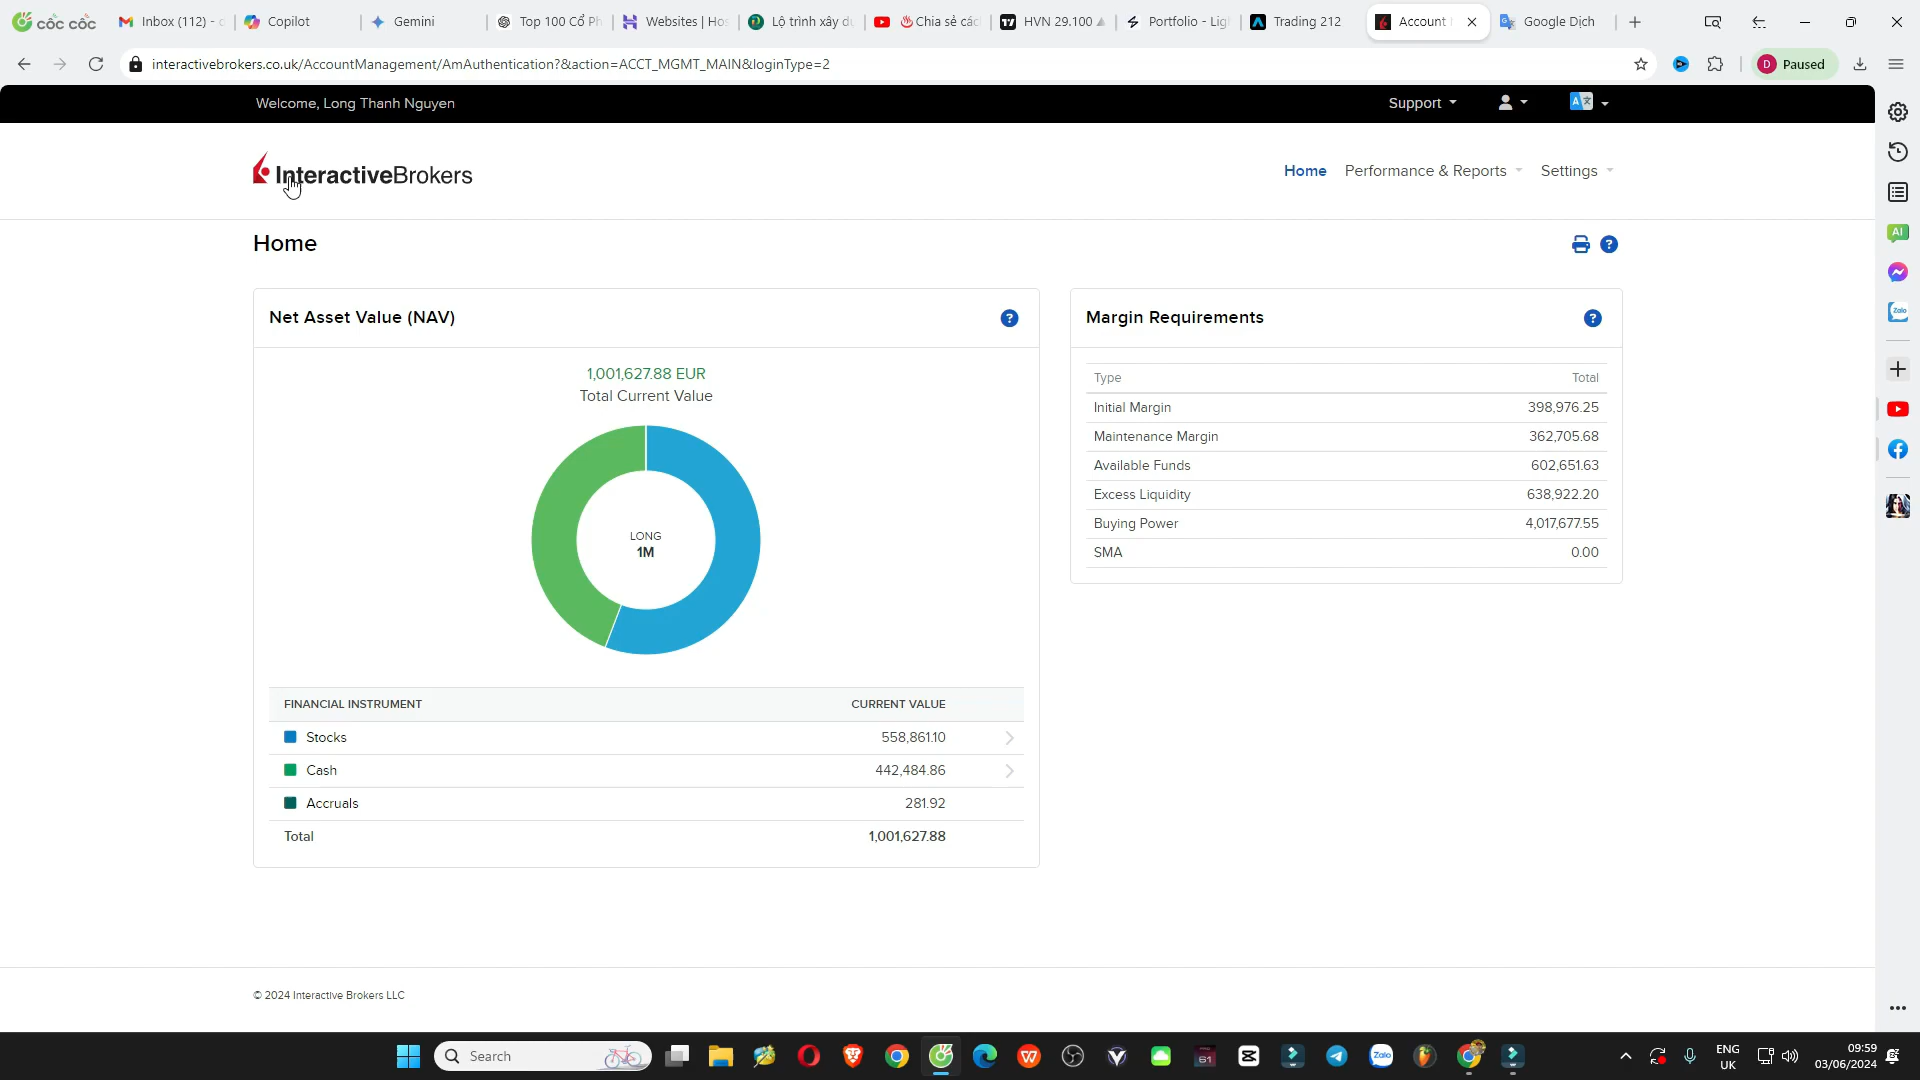 cốc cốc
Inbox (112) - c
Copilot
Gemini
Top 100 Cổ Ph
Websites | Hos
Lộ trình xây dự
Chia sẻ các
HVN 29.100
Portfolio - Lig
Trading 212
Account
Google Dịch
interactivebrokers.co.uk/AccountManagement/AmAuthentication?&action=ACCT_MGMT_MAIN&loginType=2
D Paused
Welcome, Long Thanh Nguyen
Support
InteractiveBrokers
Home
Performance & Reports
Settings
Home
Net Asset Value (NAV)
1,001,627.88 EUR
Total Current Value
LONG
1M
FINANCIAL INSTRUMENT CURRENT VALUE
Stocks 558,861.10
Cash 442,484.86
Accruals 281.92
Total 1,001,627.88
Margin Requirements
Type Total
Initial Margin 398,976.25
Maintenance Margin 362,705.68
Available Funds 602,651.63
Excess Liquidity 638,922.20
Buying Power 4,017,677.55
SMA 0.00
© 2024 Interactive Brokers LLC
AI
Zalo
Search
61
Zalo
ENG
UK
09:59
03/06/2024